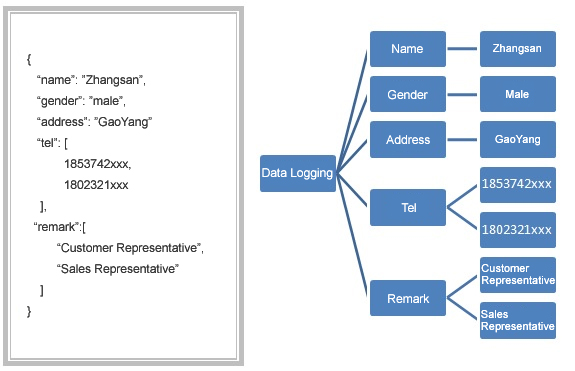 {
“name”: ”Zhangsan”,
“gender”: ”male”,
“address”: ”GaoYang”
“tel”: [
1853742xxx,
1802321xxx
],
“remark”:[
“Customer Representative”,
“Sales Representative”
]
}
Data Logging
Name
Zhangsan
Gender
Male
Address
GaoYang
Tel
1853742xxx
1802321xxx
Remark
Customer
Representative
Sales
Representative